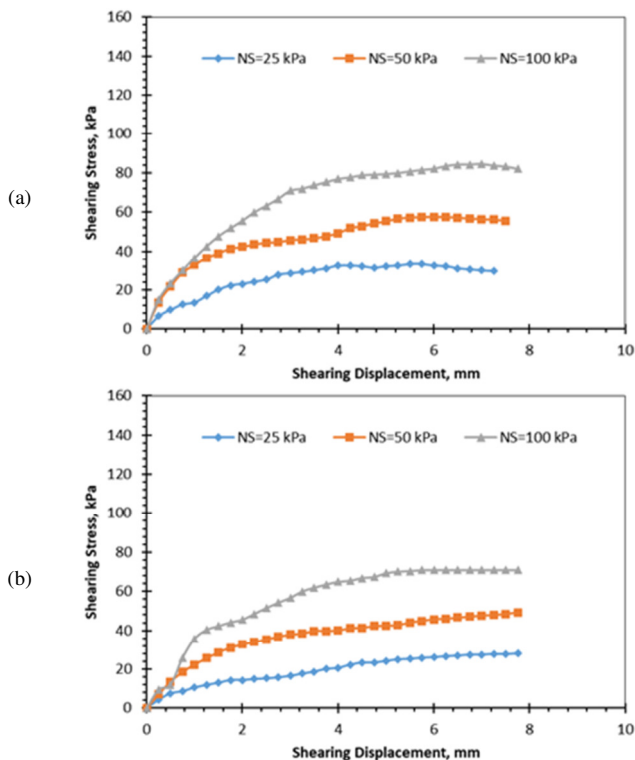 (a)
Shearing Stress, kPa
160
140
120
100
80
60
40
20
0
NS=25 kPa NS=50 kPa NS=100 kPa
0 2 4 6 8 10
Shearing Displacement, mm
(b)
Shearing Stress, kPa
160
140
120
100
80
60
40
20
0
NS=25 kPa NS=50 kPa NS=100 kPa
0 2 4 6 8 10
Shearing Displacement, mm